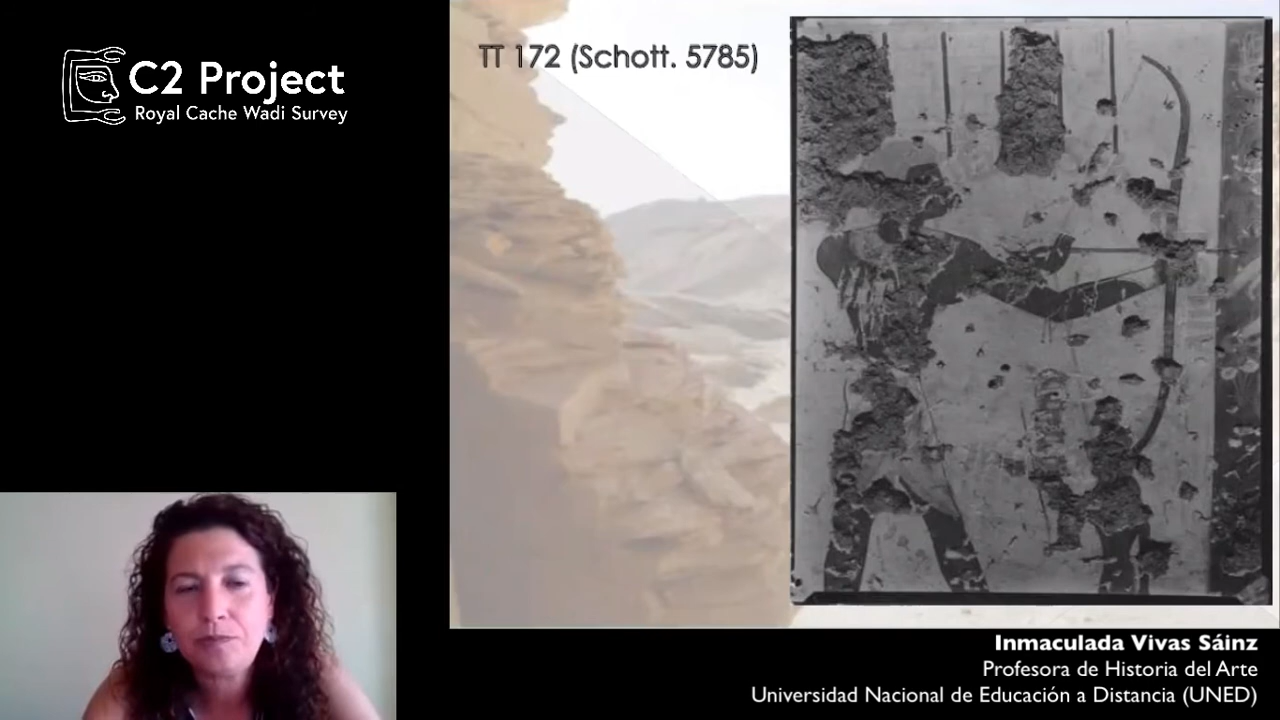 C2 Project
Royal Cache Wadi Survey
TT 172 (Schott. 5785)
Inmaculada Vivas Sáinz
Profesora de Historia del Arte
Universidad Nacional de Educación a Distancia (UNED)